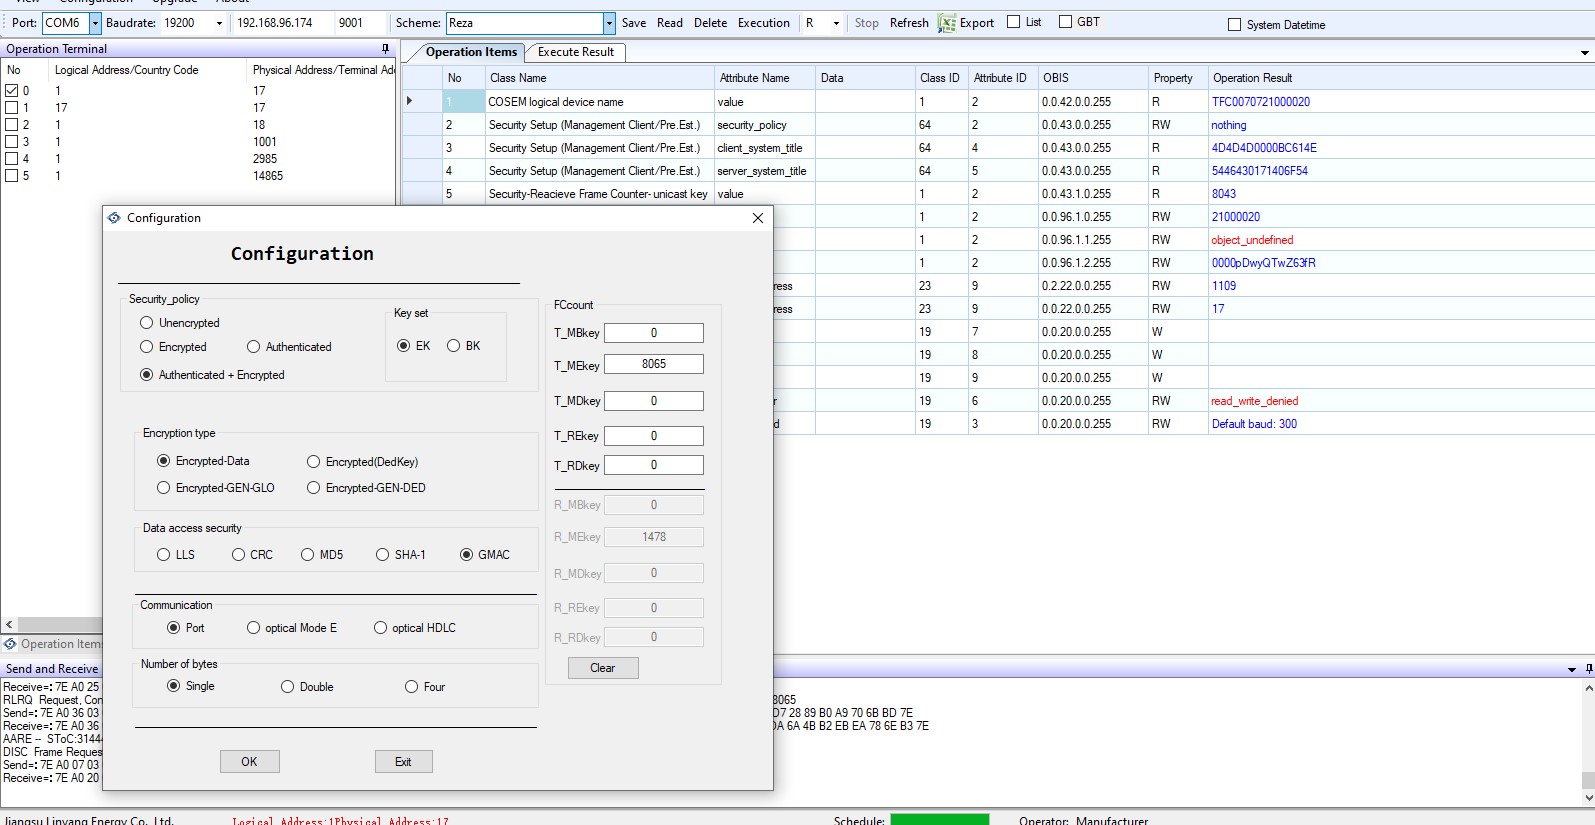 View Configuration Upgrade About
Port: COM6 Baudrate: 19200 192.168.96.174 9001 Scheme: Reza Save Read Delete Execution R Stop Refresh Export List GBT System Datetime
Operation Terminal
No Logical Address/Country Code Physical Address/Terminal Add
0 1 17
1 17 17
2 1 18
3 1 1001
4 1 2985
5 1 14865
Operation Items Execute Result
No Class Name Attribute Name Data Class ID Attribute ID OBIS Property Operation Result
1 COSEM logical device name value 1 2 0.0.42.0.0.255 R TFC0070721000020
2 Security Setup (Management Client/Pre.Est.) security_policy 64 2 0.0.43.0.0.255 RW nothing
3 Security Setup (Management Client/Pre.Est.) client_system_title 64 4 0.0.43.0.0.255 R 4D4D4D0000BC614E
4 Security Setup (Management Client/Pre.Est.) server_system_title 64 5 0.0.43.0.0.255 R 5446430171406F54
5 Security-Reacieve Frame Counter- unicast key value 1 2 0.0.43.1.0.255 R 8043
1 2 0.0.96.1.0.255 RW 21000020
1 2 0.0.96.1.1.255 RW object_undefined
1 2 0.0.96.1.2.255 RW 0000pDwyQTwZ63fR
ress 23 9 0.2.22.0.0.255 RW 1109
ress 23 9 0.0.22.0.0.255 RW 17
19 7 0.0.20.0.0.255 W
19 8 0.0.20.0.0.255 W
19 9 0.0.20.0.0.255 W
r 19 6 0.0.20.0.0.255 RW read_write_denied
d 19 3 0.0.20.0.0.255 RW Default baud: 300
Configuration
Configuration
Security_policy
Unencrypted
Encrypted Authenticated
Authenticated + Encrypted
Key set
EK BK
Encryption type
Encrypted-Data Encrypted(DedKey)
Encrypted-GEN-GLO Encrypted-GEN-DED
Data access security
LLS CRC MD5 SHA-1 GMAC
Communication
Port optical Mode E optical HDLC
Number of bytes
Single Double Four
OK Exit
FCcount
T_MBkey 0
T_MEkey 8065
T_MDkey 0
T_REkey 0
T_RDkey 0
R_MBkey 0
R_MEkey 1478
R_MDkey 0
R_REkey 0
R_RDkey 0
Clear
Operation Items
Send and Receive
Receive=: 7E A0 25
RLRQ Request, Con 8065
Send=: 7E A0 36 03 D7 28 89 B0 A9 70 6B BD 7E
Receive=: 7E A0 36 DA 6A 4B B2 EB EA 78 6E B3 7E
AARE -- SToC:3144
DISC Frame Reques
Send=: 7E A0 07 03
Receive=: 7E A0 20
Jiangsu Linyang Energy Co., Ltd. Logical Address:1Physical Address:17 Schedule: Operator: Manufacturer